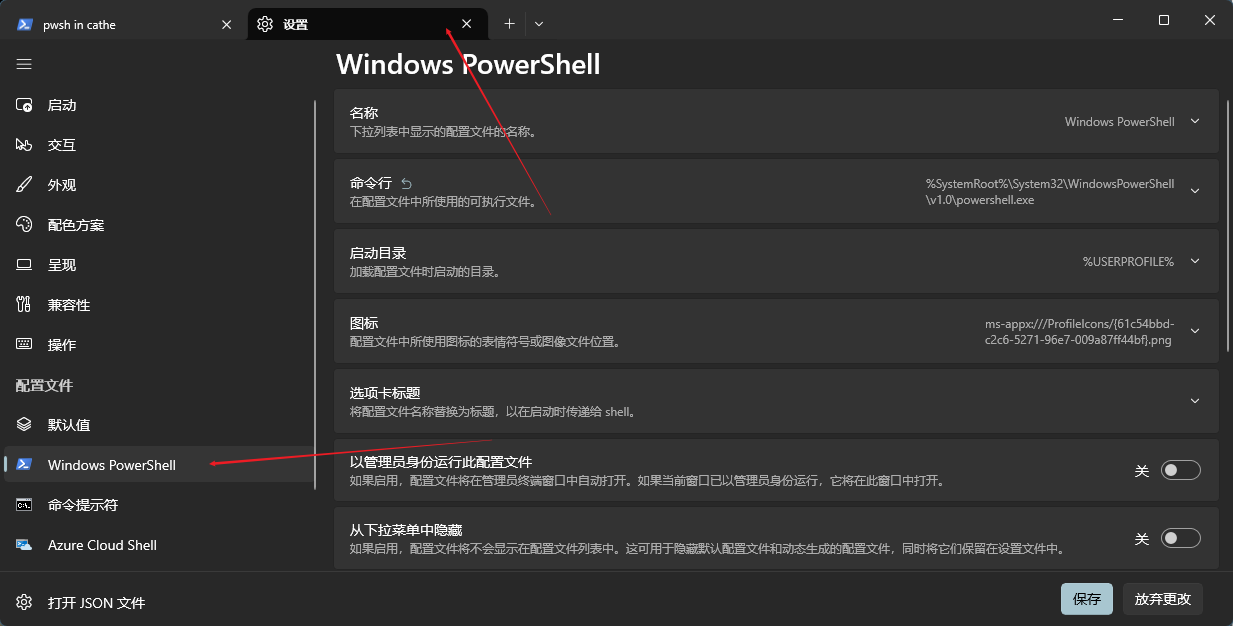 pwsh in cathe
设置
Windows PowerShell
启动
交互
外观
配色方案
呈现
兼容性
操作
配置文件
默认值
Windows PowerShell
命令提示符
Azure Cloud Shell
打开 JSON 文件
名称
下拉列表中显示的配置文件的名称。
Windows PowerShell
命令行
在配置文件中所使用的可执行文件。
%SystemRoot%\System32\WindowsPowerShell
\v1.0\powershell.exe
启动目录
加载配置文件时启动的目录。
%USERPROFILE%
图标
配置文件中所使用图标的表情符号或图像文件位置。
ms-appx:///ProfileIcons/{61c54bbd-
c2c6-5271-96e7-009a87ff44bf}.png
选项卡标题
将配置文件名称替换为标题，以在启动时传递给 shell。
以管理员身份运行此配置文件
如果启用，配置文件将在管理员终端窗口中自动打开。如果当前窗口已以管理员身份运行，它将在此窗口中打开。
关
从下拉菜单中隐藏
如果启用，配置文件将不会显示在配置文件列表中。这可用于隐藏默认配置文件和动态生成的配置文件，同时将它们保留在设置文件中。
关
保存
放弃更改